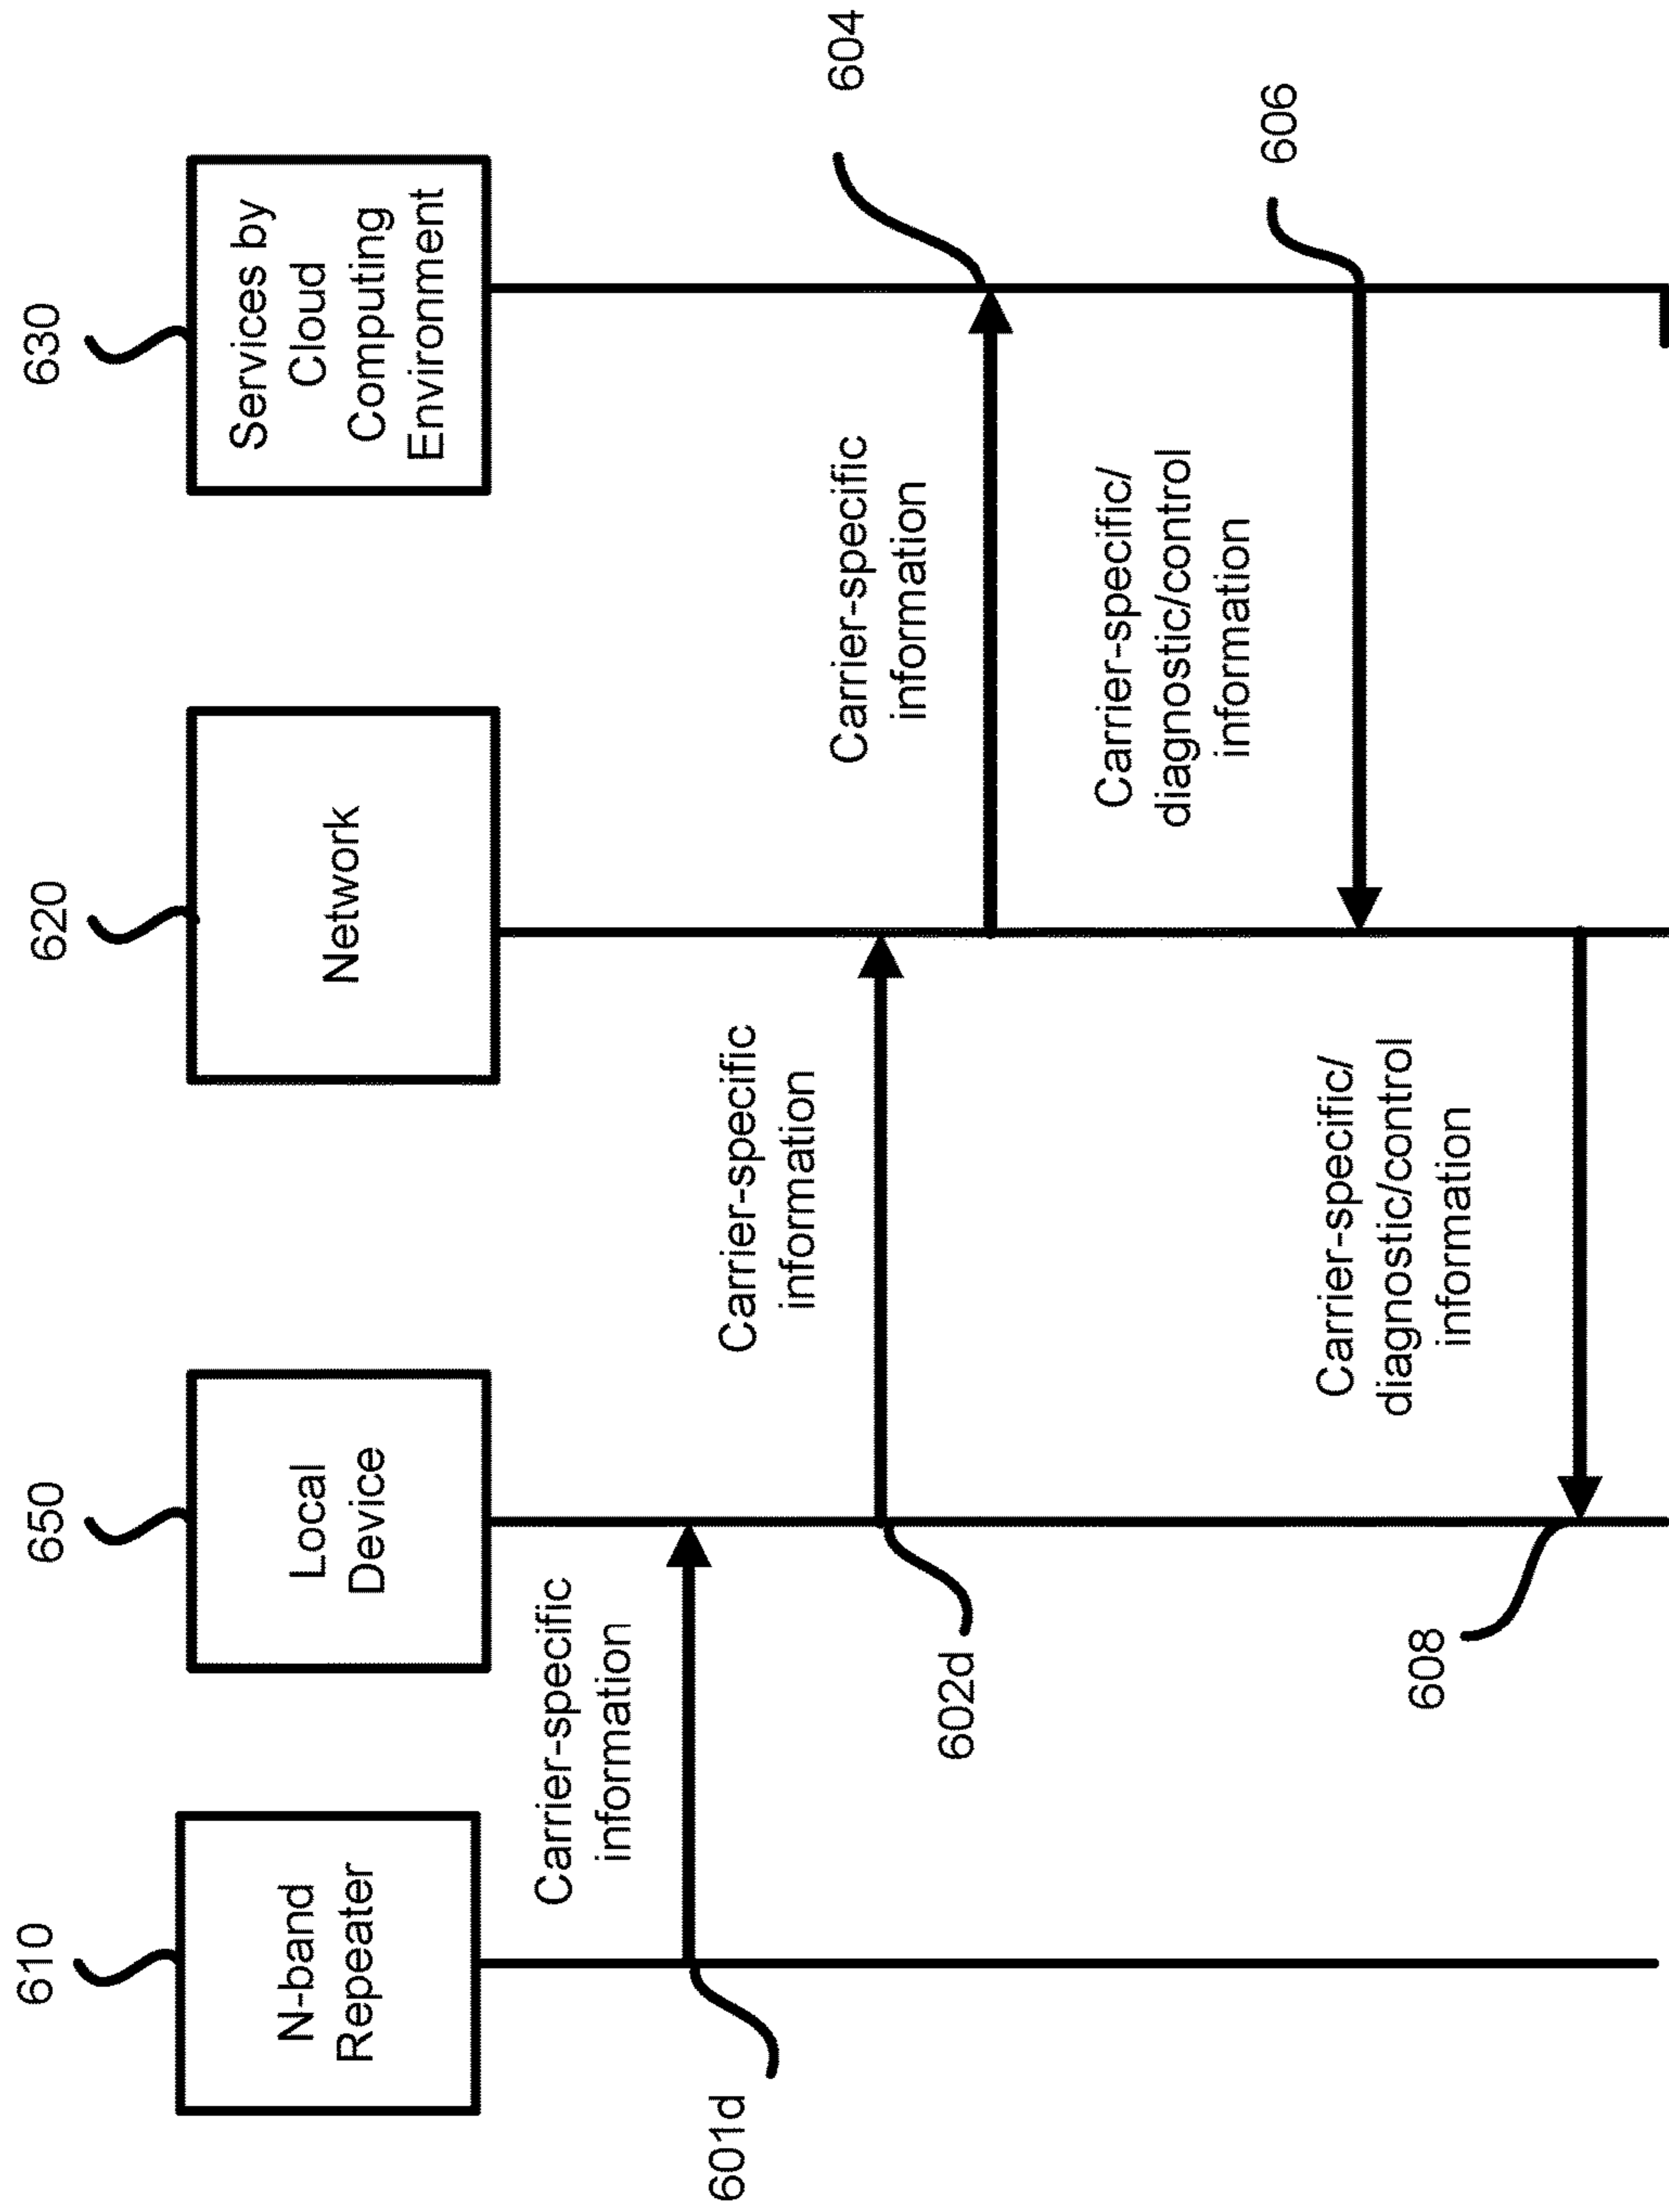 610
650
620
630
N-band
Repeater
Local
Device
Network
Services by
Cloud
Computing
Environment
Carrier-specific
information
601d
Carrier-specific
information
602d
Carrier-specific
information
604
Carrier-specific/
diagnostic/control
information
606
Carrier-specific/
diagnostic/control
information
608